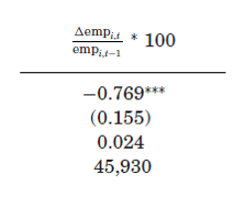 Δemp_{i,t}
emp_{i,t−1} * 100
−0.769***
(0.155)
0.024
45,930